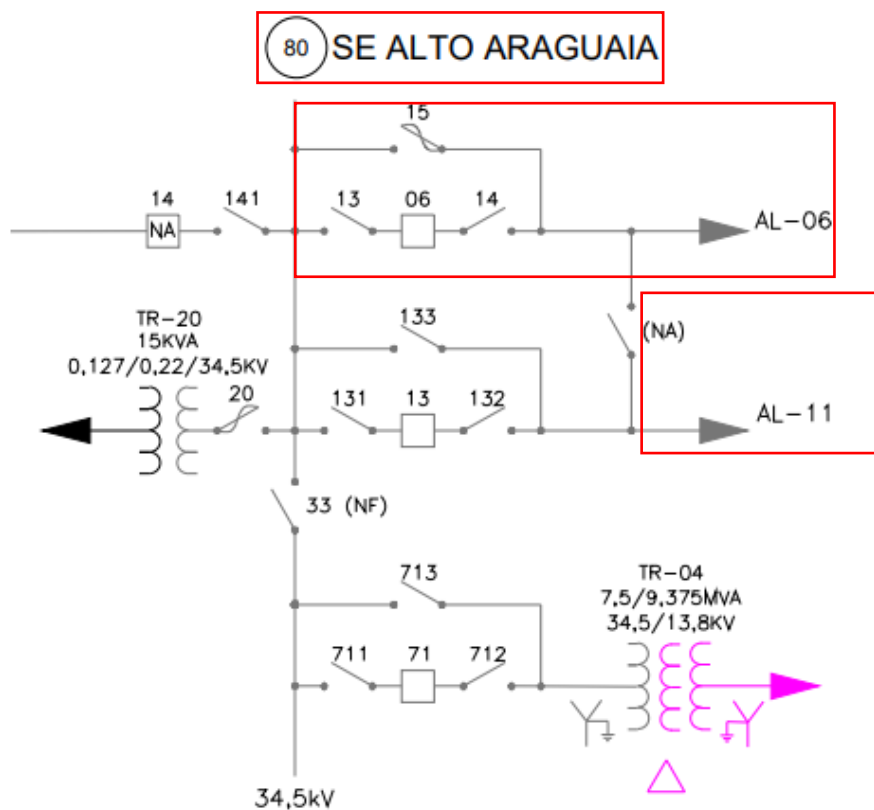 80 SE ALTO ARAGUAIA
15
14 141 13 06 14 AL-06
NA
TR-20
15KVA
0,127/0,22/34,5KV
133 (NA)
20 131 13 132 AL-11
33 (NF)
713 TR-04
7,5/9,375MVA
34,5/13,8KV
711 71 712
34,5kV